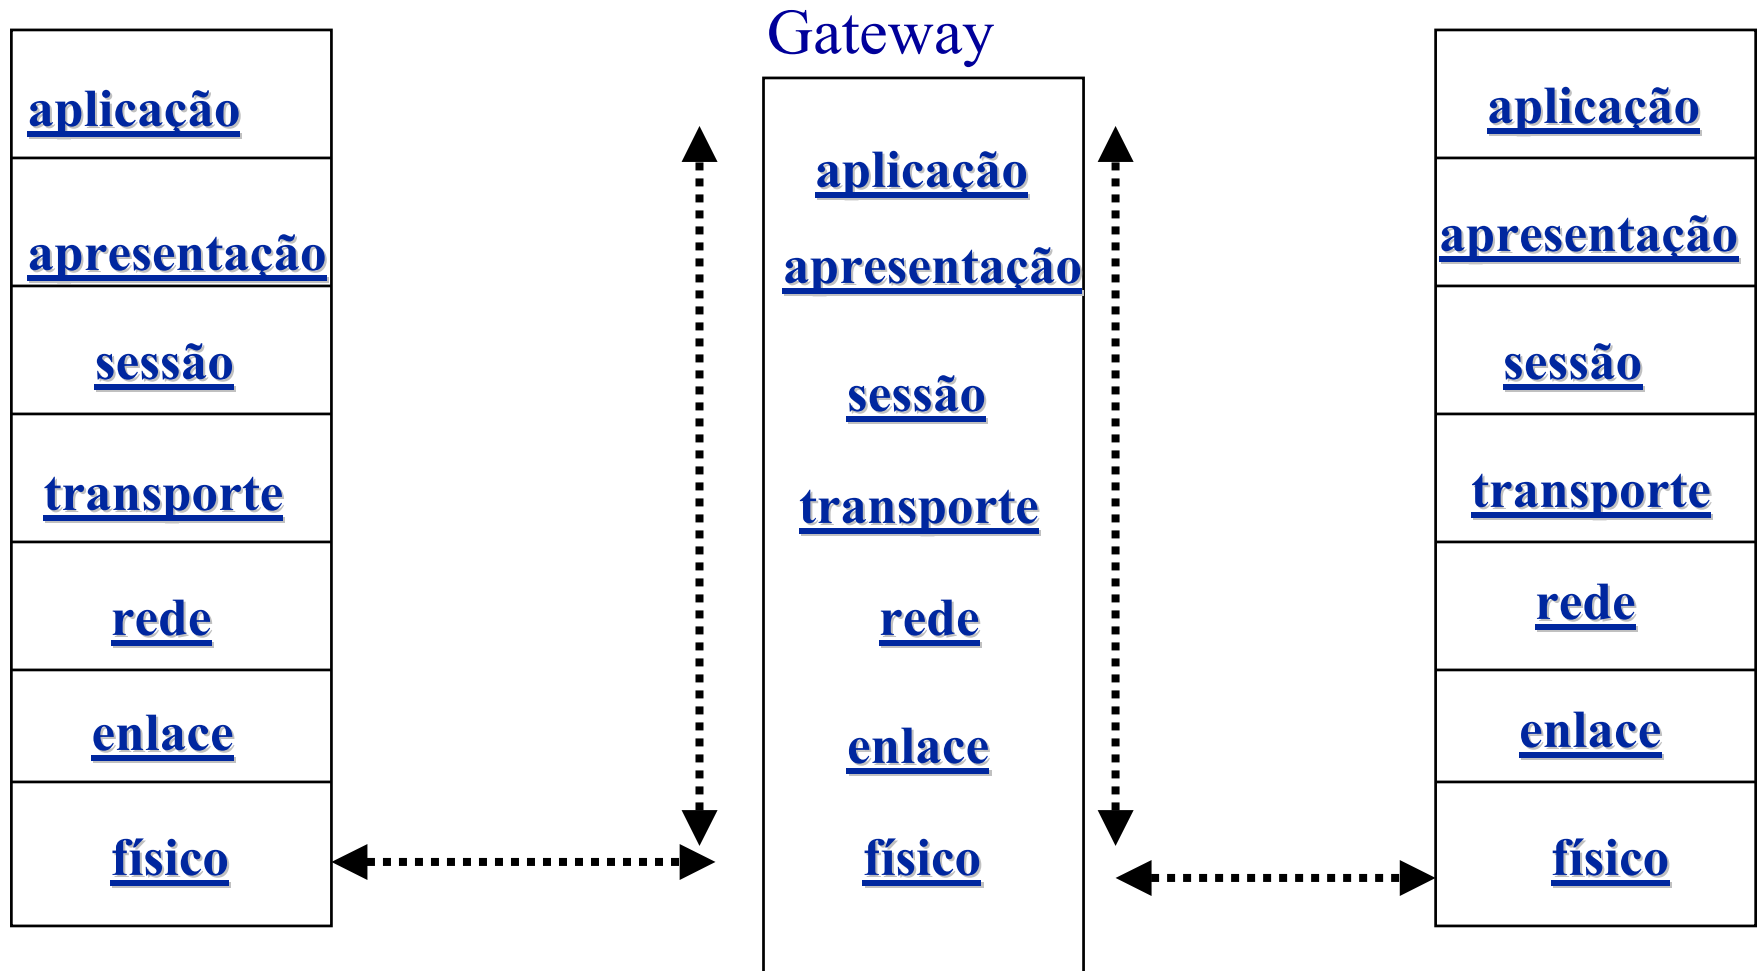 Gateway
aplicação
apresentação
sessão
transporte
rede
enlace
físico
aplicação
apresentação
sessão
transporte
rede
enlace
físico
aplicação
apresentação
sessão
transporte
rede
enlace
físico